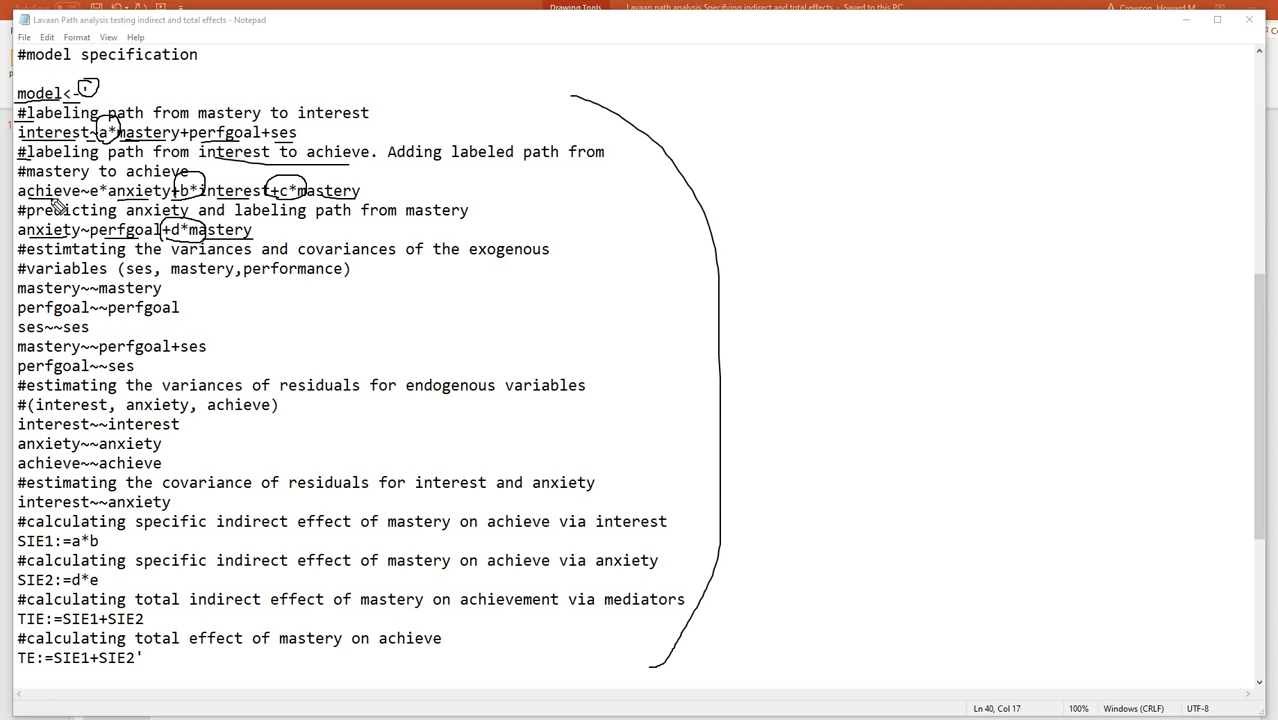 Drawing Tools
Lavaan path analysis Specifying indirect and total effects - Saved to this PC
Crowson, Howard M.
Lavaan Path analysis testing indirect and total effects - Notepad
File Edit Format View Help
#model specification
model<-'
#labeling path from mastery to interest
interest~a*mastery+perfgoal+ses
#labeling path from interest to achieve. Adding labeled path from
#mastery to achieve
achieve~e*anxiety+b*interest+c*mastery
#predicting anxiety and labeling path from mastery
anxiety~perfgoal+d*mastery
#estimtating the variances and covariances of the exogenous
#variables (ses, mastery,performance)
mastery~~mastery
perfgoal~~perfgoal
ses~~ses
mastery~~perfgoal+ses
perfgoal~~ses
#estimating the variances of residuals for endogenous variables
#(interest, anxiety, achieve)
interest~~interest
anxiety~~anxiety
achieve~~achieve
#estimating the covariance of residuals for interest and anxiety
interest~~anxiety
#calculating specific indirect effect of mastery on achieve via interest
SIE1:=a*b
#calculating specific indirect effect of mastery on achieve via anxiety
SIE2:=d*e
#calculating total indirect effect of mastery on achievement via mediators
TIE:=SIE1+SIE2
#calculating total effect of mastery on achieve
TE:=SIE1+SIE2'
Ln 40, Col 17 100% Windows (CRLF) UTF-8